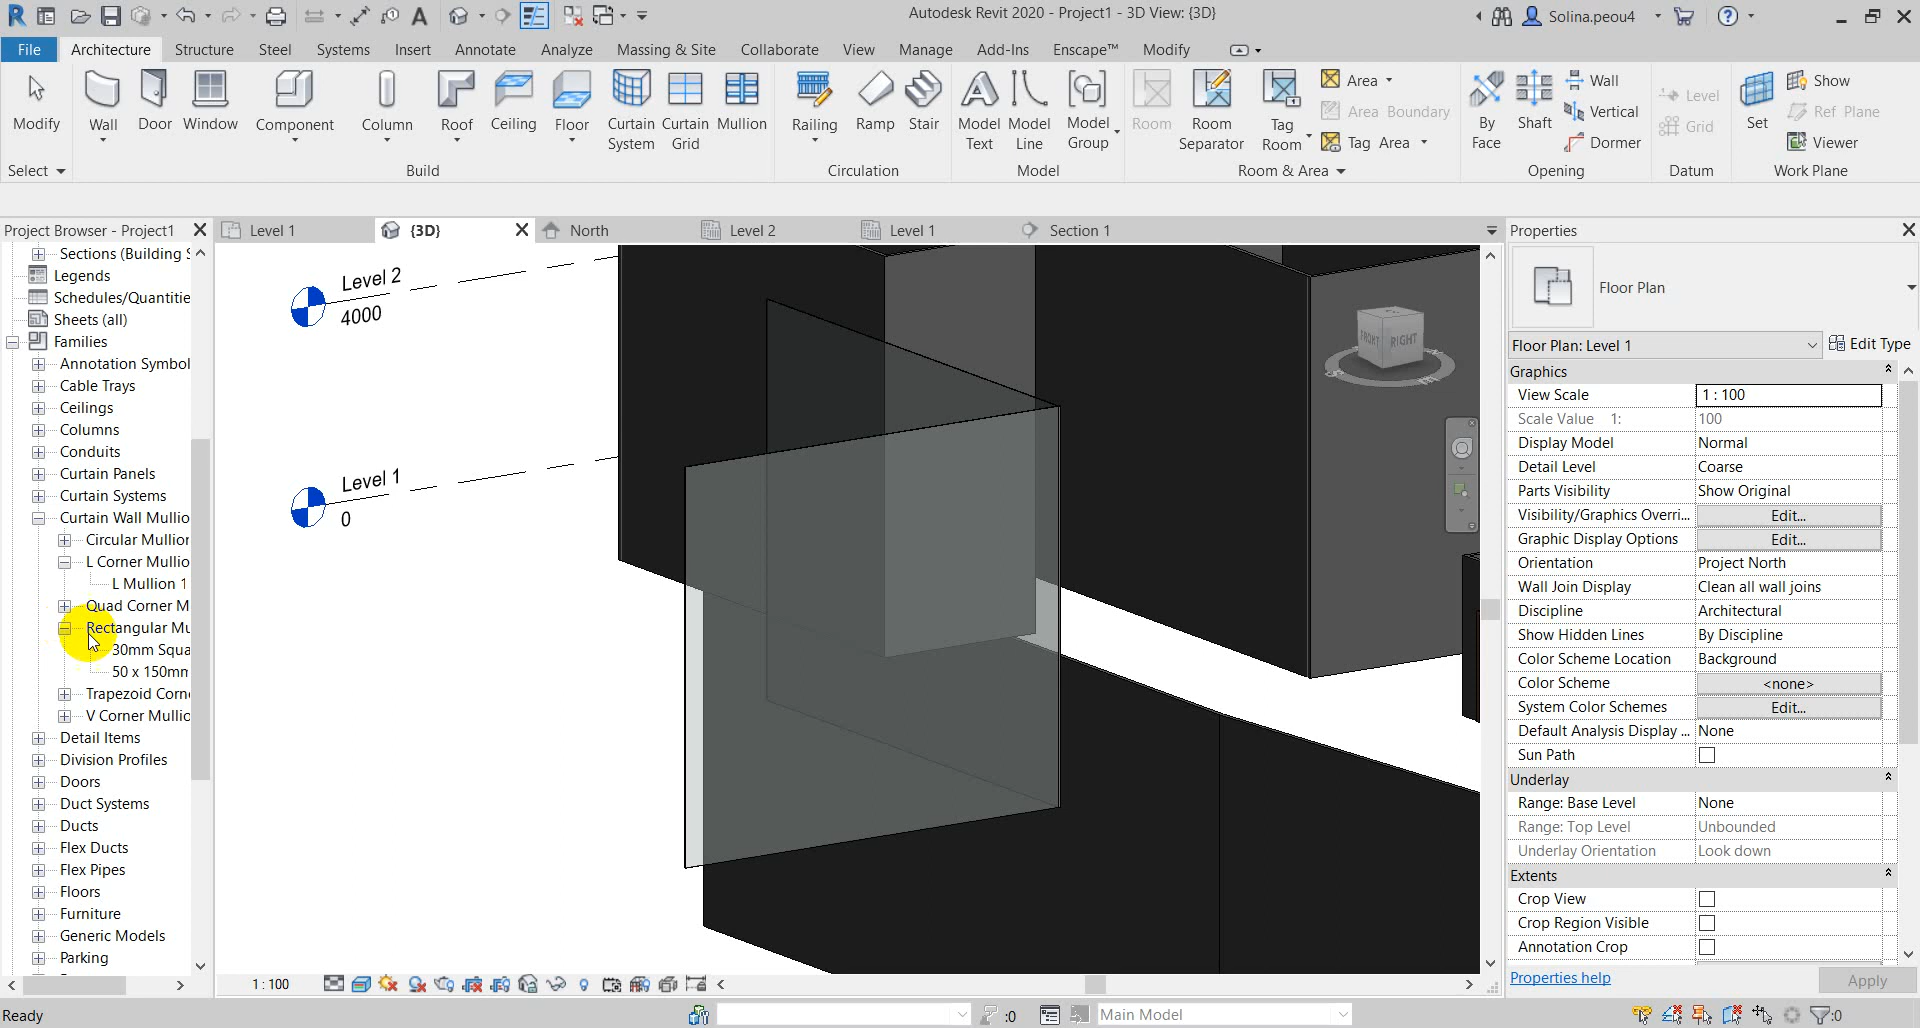 Autodesk Revit 2020 - Project1 - 3D View: {3D}
Solina.peou4
File Architecture Structure Steel Systems Insert Annotate Analyze Massing & Site Collaborate View Manage Add-Ins Enscape™ Modify
Modify
Wall
Door
Window
Component
Column
Roof
Ceiling
Floor
Curtain System
Curtain Grid
Mullion
Railing
Ramp
Stair
Model Text
Model Line
Model Group
Room
Room Separator
Tag Room
Area
Area Boundary
Tag Area
By Face
Shaft
Wall
Vertical
Dormer
Level
Grid
Set
Show
Ref Plane
Viewer
Select
Build
Circulation
Model
Room & Area
Opening
Datum
Work Plane
Project Browser - Project1
Level 1
{3D}
North
Level 2
Level 1
Section 1
Properties
Sections (Building S
Legends
Schedules/Quantitie
Sheets (all)
Families
Annotation Symbol
Cable Trays
Ceilings
Columns
Conduits
Curtain Panels
Curtain Systems
Curtain Wall Mullio
Circular Mullion
L Corner Mullio
L Mullion 1
Quad Corner M
Rectangular Mu
30mm Squa
50 x 150mm
Trapezoid Corne
V Corner Mullio
Detail Items
Division Profiles
Doors
Duct Systems
Ducts
Flex Ducts
Flex Pipes
Floors
Furniture
Generic Models
Parking
Level 2
4000
Level 1
0
FRONT
RIGHT
Floor Plan
Floor Plan: Level 1
Edit Type
Graphics
View Scale 1 : 100
Scale Value 1: 100
Display Model Normal
Detail Level Coarse
Parts Visibility Show Original
Visibility/Graphics Overri... Edit...
Graphic Display Options Edit...
Orientation Project North
Wall Join Display Clean all wall joins
Discipline Architectural
Show Hidden Lines By Discipline
Color Scheme Location Background
Color Scheme <none>
System Color Schemes Edit...
Default Analysis Display ... None
Sun Path
Underlay
Range: Base Level None
Range: Top Level Unbounded
Underlay Orientation Look down
Extents
Crop View
Crop Region Visible
Annotation Crop
Properties help
Apply
1 : 100
Ready
:0
Main Model
:0